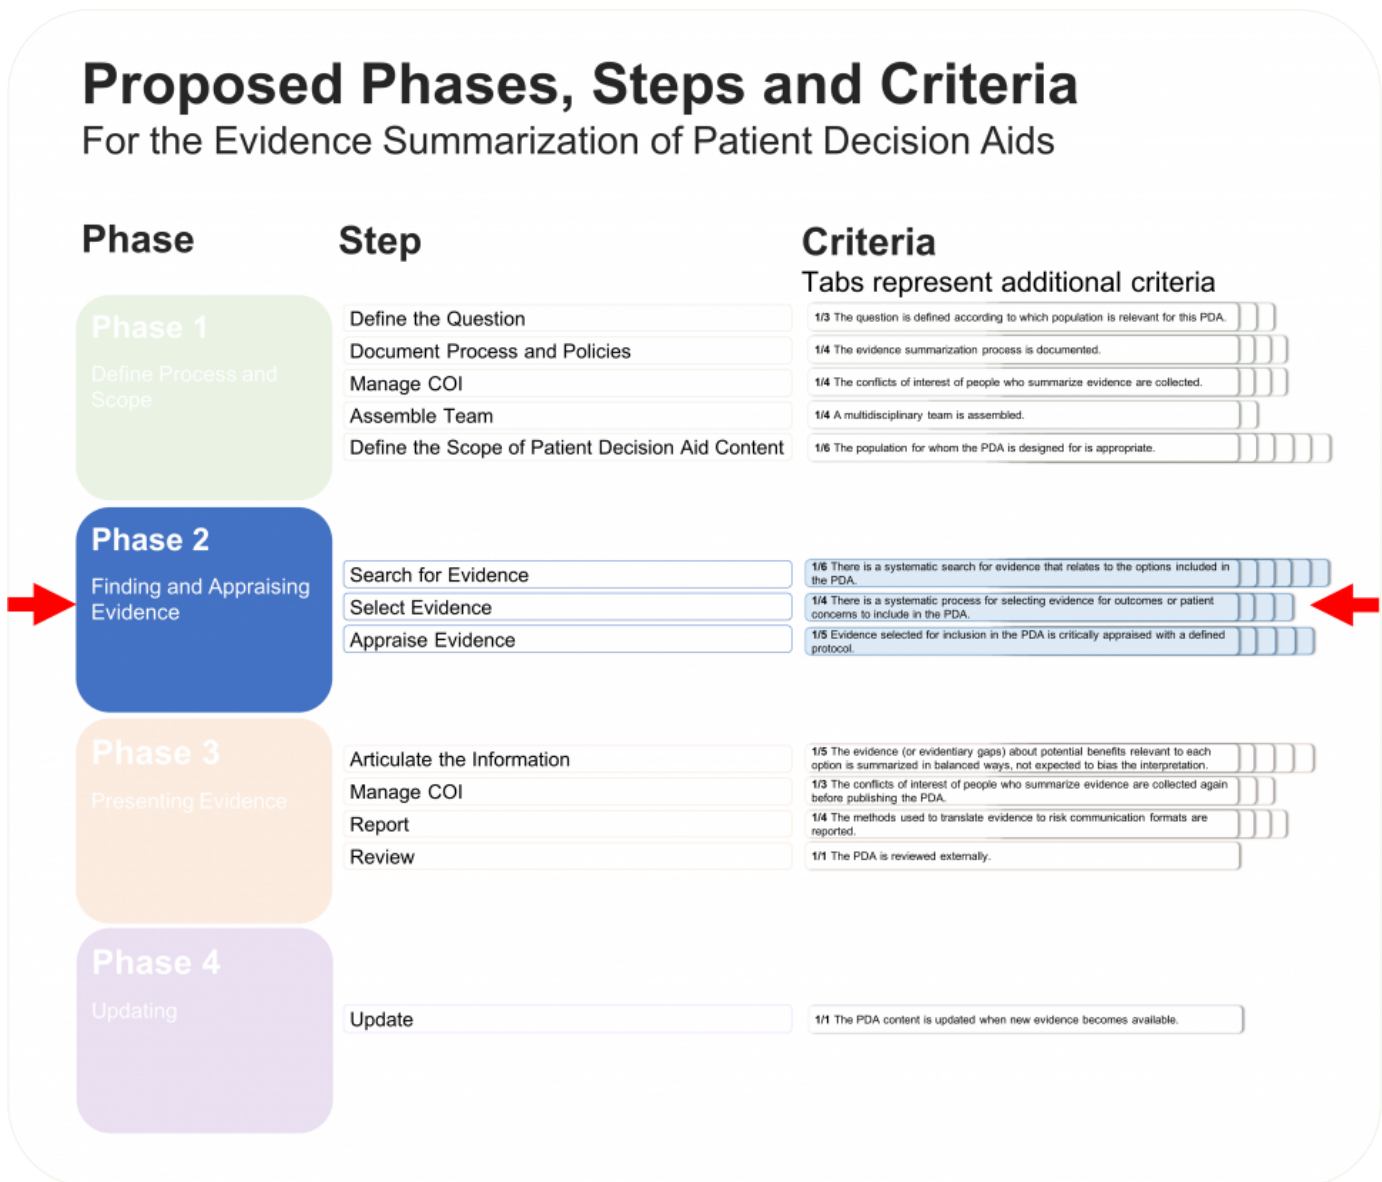 Proposed Phases, Steps and Criteria
For the Evidence Summarization of Patient Decision Aids
Phase
Step
Criteria
Tabs represent additional criteria
Phase 1
Define Process and
Scope
Define the Question
1/3 The question is defined according to which population is relevant for this PDA.
Document Process and Policies
1/4 The evidence summarization process is documented.
Manage COI
1/4 The conflicts of interest of people who summarize evidence are collected.
Assemble Team
1/4 A multidisciplinary team is assembled.
Define the Scope of Patient Decision Aid Content
1/6 The population for whom the PDA is designed for is appropriate.
Phase 2
Finding and Appraising
Evidence
Search for Evidence
1/6 There is a systematic search for evidence that relates to the options included in
the PDA.
Select Evidence
1/4 There is a systematic process for selecting evidence for outcomes or patient
concerns to include in the PDA.
Appraise Evidence
1/5 Evidence selected for inclusion in the PDA is critically appraised with a defined
protocol.
Phase 3
Presenting Evidence
Articulate the Information
1/5 The evidence (or evidentiary gaps) about potential benefits relevant to each
option is summarized in balanced ways, not expected to bias the interpretation.
Manage COI
1/3 The conflicts of interest of people who summarize evidence are collected again
before publishing the PDA.
Report
1/4 The methods used to translate evidence to risk communication formats are
reported.
Review
1/1 The PDA is reviewed externally.
Phase 4
Updating
Update
1/1 The PDA content is updated when new evidence becomes available.